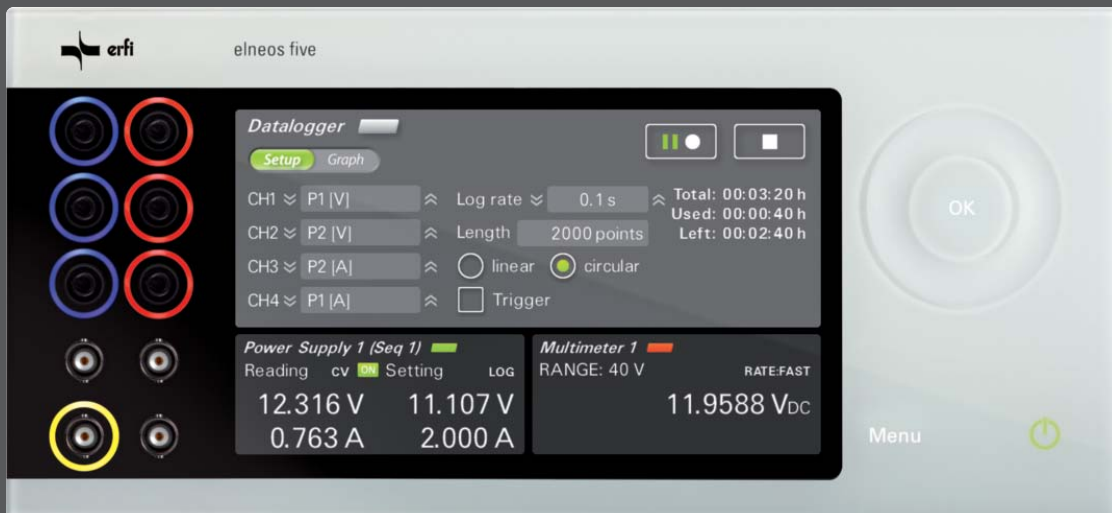 erfi
elneos five
Datalogger
Setup Graph
CH1 P1 [V] Log rate 0.1 s Total: 00:03:20 h
Used: 00:00:40 h
CH2 P2 [V] Length 2000 points Left: 00:02:40 h
CH3 P2 [A] linear circular
CH4 P1 [A] Trigger
Power Supply 1 (Seq 1)
Reading CV ON Setting LOG
12.316 V 11.107 V
0.763 A 2.000 A
Multimeter 1
RANGE: 40 V RATE:FAST
11.9588 VDC
OK
Menu